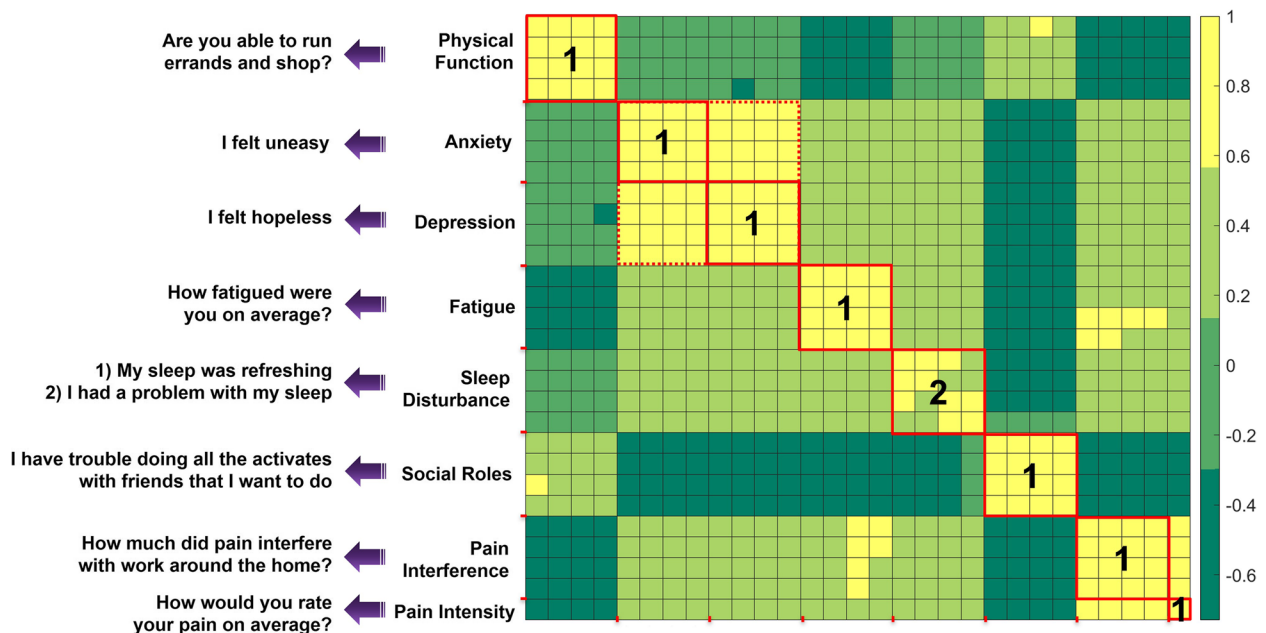 Are you able to run
errands and shop?
Physical
Function
1
I felt uneasy
Anxiety
1
I felt hopeless
Depression
1
How fatigued were
you on average?
Fatigue
1
1) My sleep was refreshing
2) I had a problem with my sleep
Sleep
Disturbance
2
I have trouble doing all the activates
with friends that I want to do
Social Roles
1
How much did pain interfere
with work around the home?
Pain
Interference
1
How would you rate
your pain on average?
Pain Intensity
1
1
0.8
0.6
0.4
0.2
0
-0.2
-0.4
-0.6